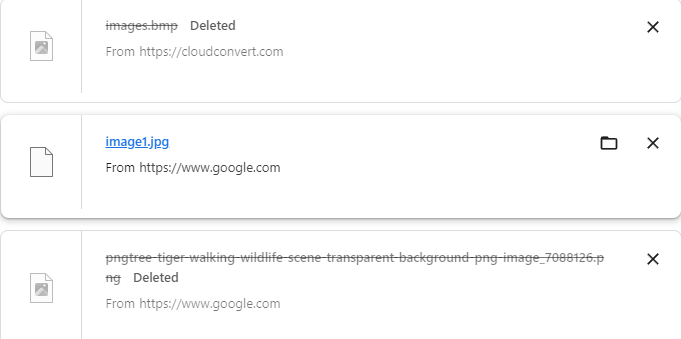 images.bmp Deleted
From https://cloudconvert.com
image1.jpg
From https://www.google.com
pngtree-tiger-walking-wildlife-scene-transparent-background-png-image_7088126.p
ng Deleted
From https://www.google.com